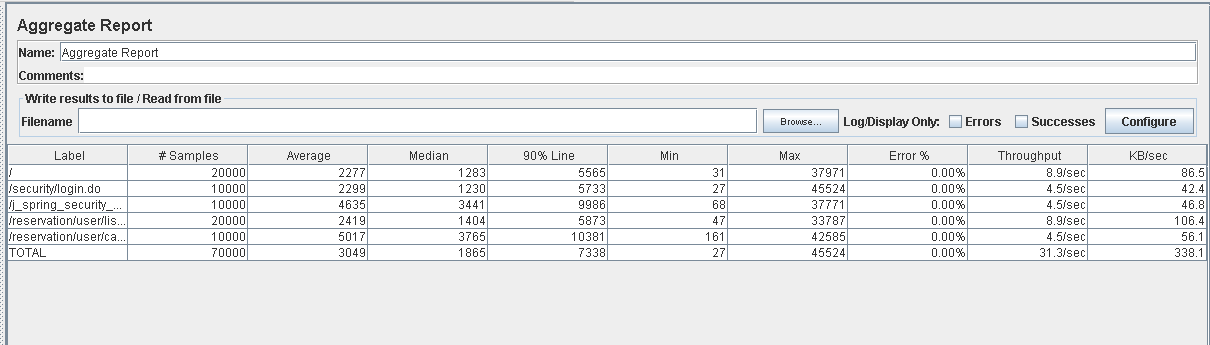 Aggregate Report
Name: Aggregate Report
Comments:
Write results to file / Read from file
Filename Browse... Log/Display Only: Errors Successes Configure
Label # Samples Average Median 90% Line Min Max Error % Throughput KB/sec
/ 20000 2277 1283 5565 31 37971 0.00% 8.9/sec 86.5
/security/login.do 10000 2299 1230 5733 27 45524 0.00% 4.5/sec 42.4
/j_spring_security_... 10000 4635 3441 9986 68 37771 0.00% 4.5/sec 46.8
/reservation/user/lis... 20000 2419 1404 5873 47 33787 0.00% 8.9/sec 106.4
/reservation/user/ca... 10000 5017 3765 10381 161 42585 0.00% 4.5/sec 56.1
TOTAL 70000 3049 1865 7338 27 45524 0.00% 31.3/sec 338.1